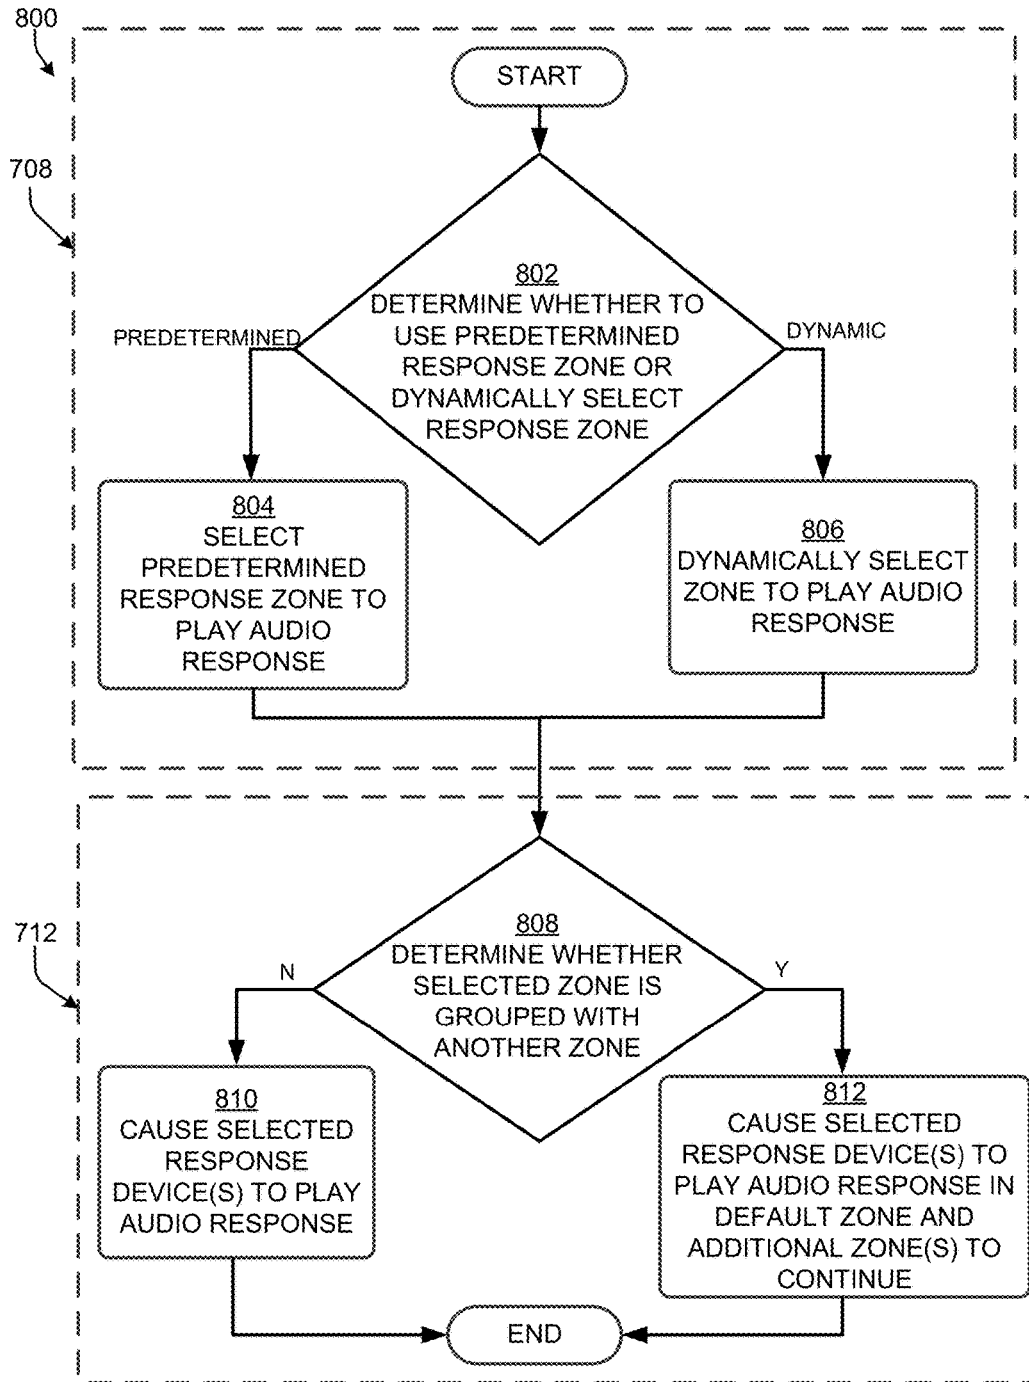 800
START
708
802
DETERMINE WHETHER TO
USE PREDETERMINED
RESPONSE ZONE OR
DYNAMICALLY SELECT
RESPONSE ZONE
PREDETERMINED
DYNAMIC
804
SELECT
PREDETERMINED
RESPONSE ZONE TO
PLAY AUDIO
RESPONSE
806
DYNAMICALLY SELECT
ZONE TO PLAY AUDIO
RESPONSE
712
808
DETERMINE WHETHER
SELECTED ZONE IS
GROUPED WITH
ANOTHER ZONE
N
Y
810
CAUSE SELECTED
RESPONSE
DEVICE(S) TO PLAY
AUDIO RESPONSE
812
CAUSE SELECTED
RESPONSE DEVICE(S) TO
PLAY AUDIO RESPONSE IN
DEFAULT ZONE AND
ADDITIONAL ZONE(S) TO
CONTINUE
END